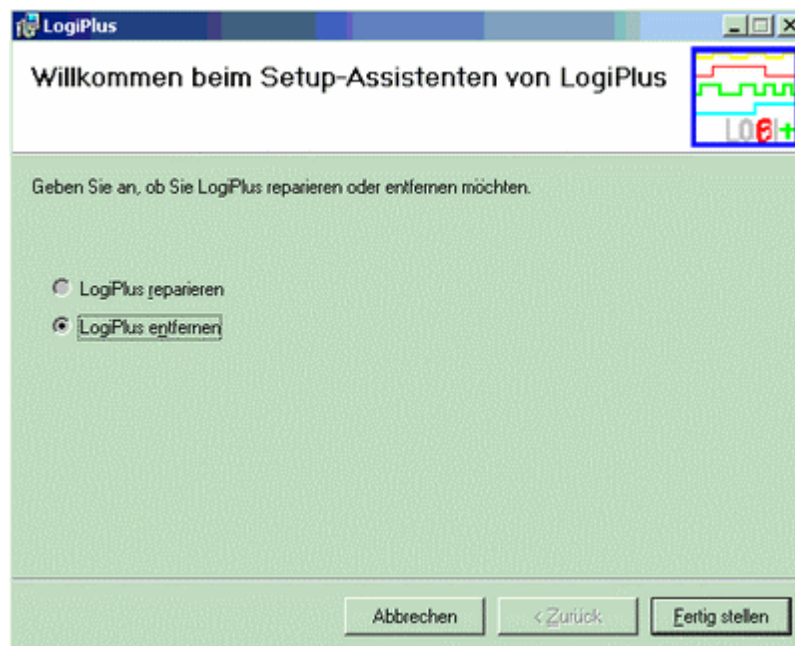 LogiPlus
Willkommen beim Setup-Assistenten von LogiPlus
LOGI+
Geben Sie an, ob Sie LogiPlus reparieren oder entfernen möchten.
LogiPlus reparieren
LogiPlus entfernen
Abbrechen
< Zurück
Fertig stellen